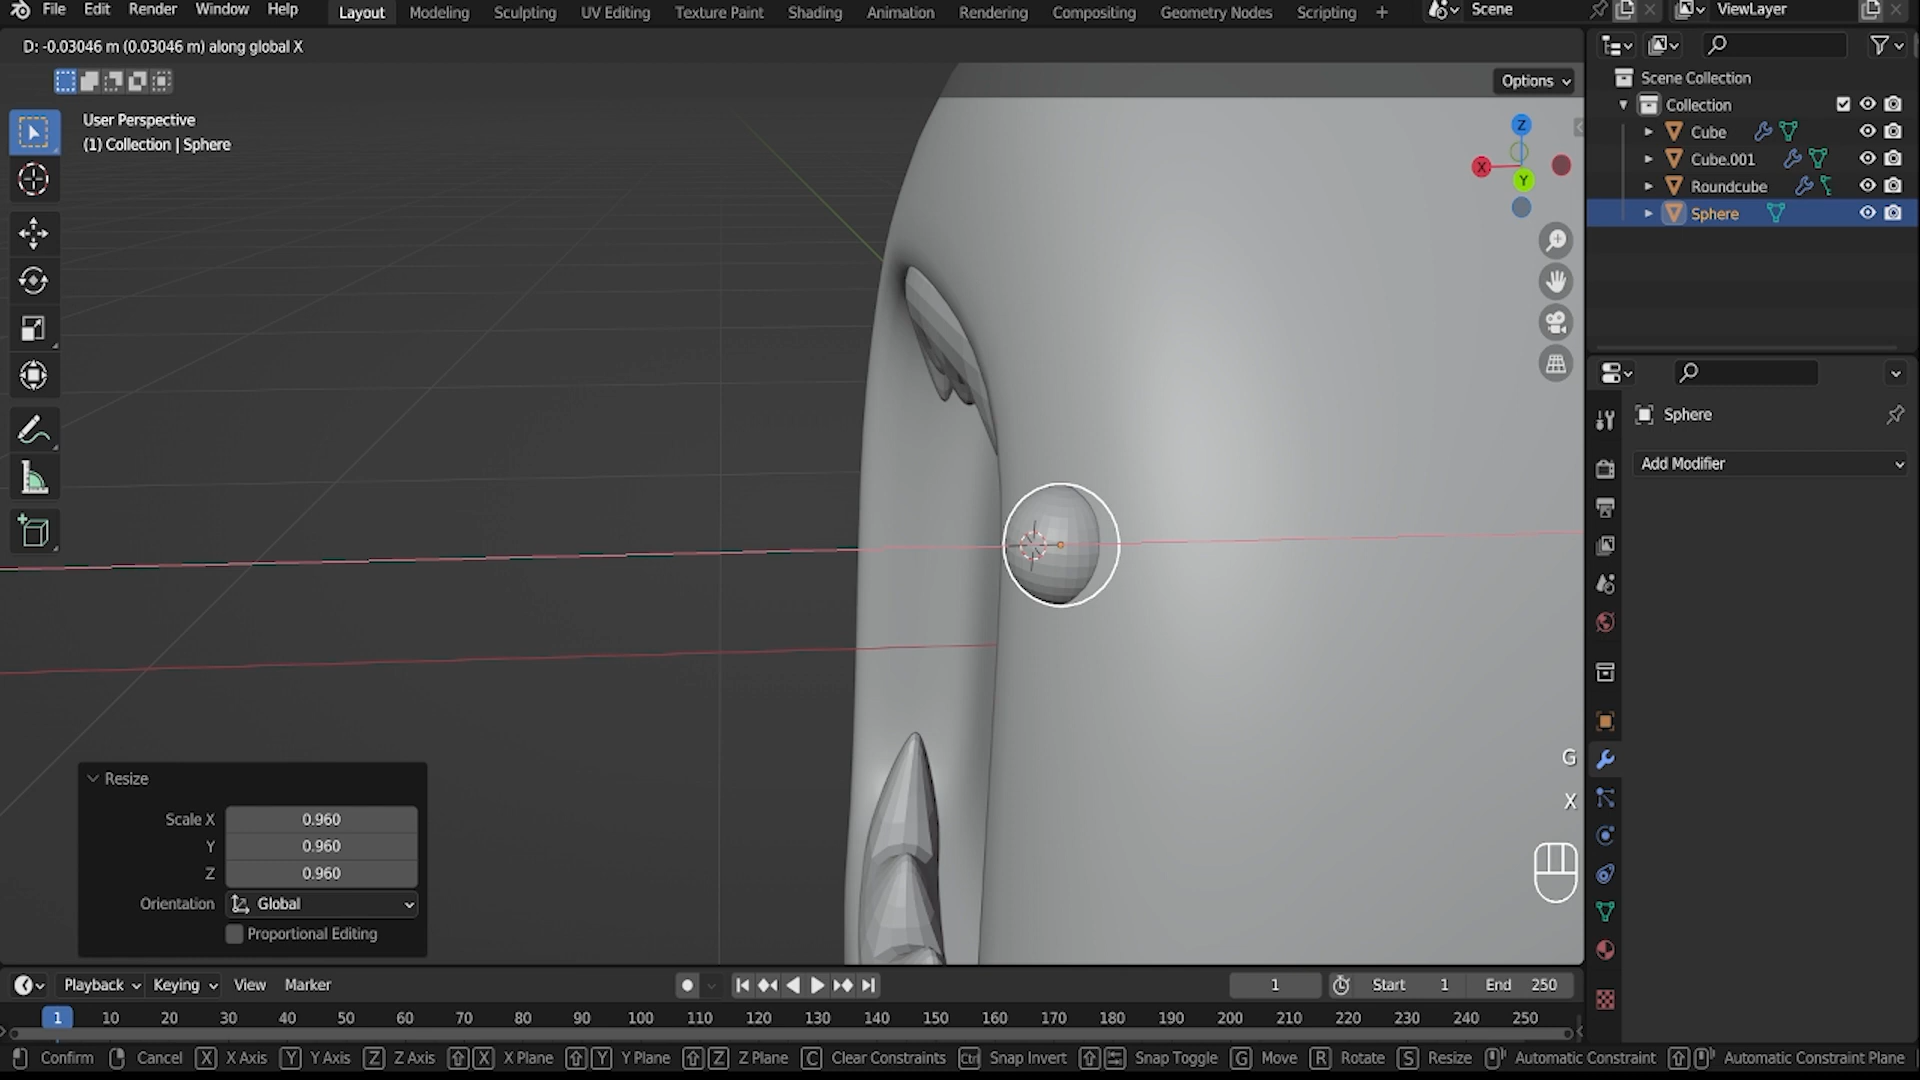 File Edit Render Window Help Layout Modeling Sculpting UV Editing Texture Paint Shading Animation Rendering Compositing Geometry Nodes Scripting + Scene ViewLayer
D: -0.03046 m (0.03046 m) along global X
Options
User Perspective
(1) Collection | Sphere
Z
X
Y
Scene Collection
Collection
Cube
Cube.001
Roundcube
Sphere
Sphere
Add Modifier
G
X
Resize
Scale X 0.960
Y 0.960
Z 0.960
Orientation Global
Proportional Editing
Playback Keying View Marker 1 Start 1 End 250
1 10 20 30 40 50 60 70 80 90 100 110 120 130 140 150 160 170 180 190 200 210 220 230 240 250
Confirm Cancel X X Axis Y Y Axis Z Z Axis X X Plane Y Y Plane Z Z Plane C Clear Constraints Ctrl Snap Invert Snap Toggle G Move R Rotate S Resize Automatic Constraint Automatic Constraint Plane